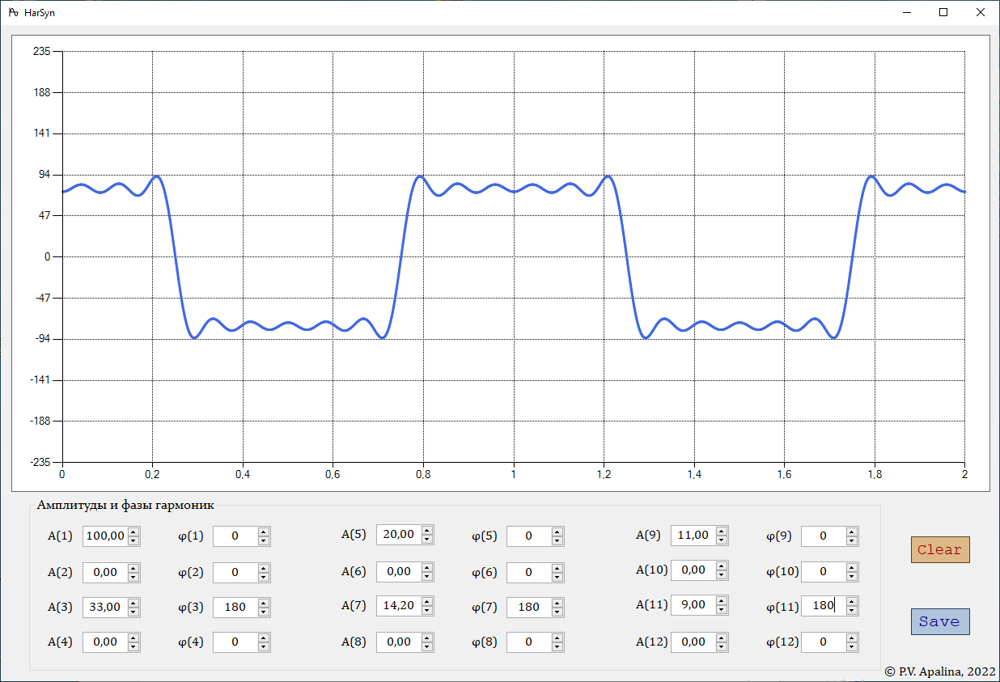 HarSyn
235
188
141
94
47
0
-47
-94
-141
-188
-235
0 0,2 0,4 0,6 0,8 1 1,2 1,4 1,6 1,8 2
Амплитуды и фазы гармоник
A(1) 100,00 φ(1) 0 A(5) 20,00 φ(5) 0 A(9) 11,00 φ(9) 0
A(2) 0,00 φ(2) 0 A(6) 0,00 φ(6) 0 A(10) 0,00 φ(10) 0
A(3) 33,00 φ(3) 180 A(7) 14,20 φ(7) 180 A(11) 9,00 φ(11) 180
A(4) 0,00 φ(4) 0 A(8) 0,00 φ(8) 0 A(12) 0,00 φ(12) 0
Clear
Save
© P.V. Apalina, 2022